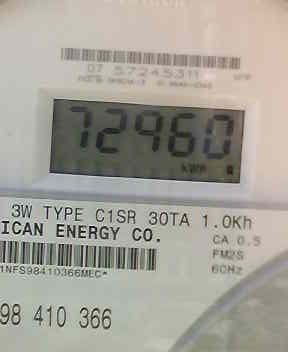 07 57245311
72960
KWH
3W TYPE C1SR 30TA 1.0Kh
ICAN ENERGY CO.
CA 0.5
FM2S
60Hz
1NFS98410366MEC*
98 410 366